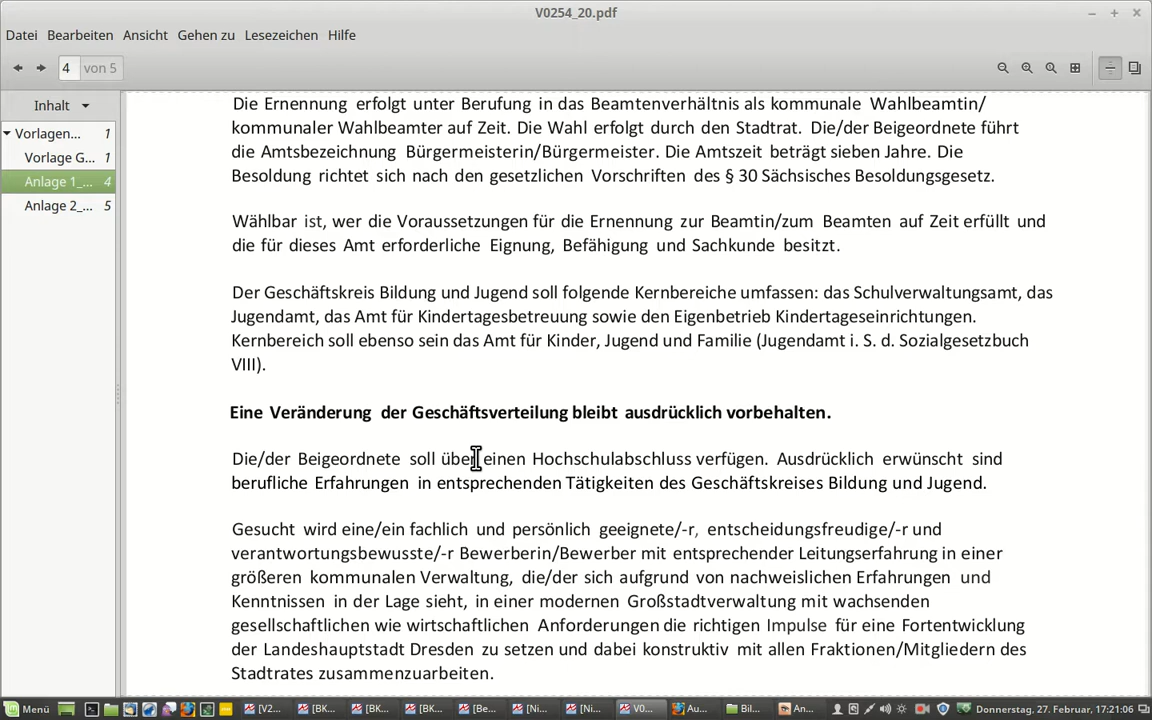 V0254_20.pdf
Datei Bearbeiten Ansicht Gehen zu Lesezeichen Hilfe
4 von 5
Inhalt
Vorlagen... 1
Vorlage G... 1
Anlage 1_... 4
Anlage 2_... 5
Die Ernennung erfolgt unter Berufung in das Beamtenverhältnis als kommunale Wahlbeamtin/
kommunaler Wahlbeamter auf Zeit. Die Wahl erfolgt durch den Stadtrat. Die/der Beigeordnete führt
die Amtsbezeichnung Bürgermeisterin/Bürgermeister. Die Amtszeit beträgt sieben Jahre. Die
Besoldung richtet sich nach den gesetzlichen Vorschriften des § 30 Sächsisches Besoldungsgesetz.
Wählbar ist, wer die Voraussetzungen für die Ernennung zur Beamtin/zum Beamten auf Zeit erfüllt und
die für dieses Amt erforderliche Eignung, Befähigung und Sachkunde besitzt.
Der Geschäftskreis Bildung und Jugend soll folgende Kernbereiche umfassen: das Schulverwaltungsamt, das
Jugendamt, das Amt für Kindertagesbetreuung sowie den Eigenbetrieb Kindertageseinrichtungen.
Kernbereich soll ebenso sein das Amt für Kinder, Jugend und Familie (Jugendamt i. S. d. Sozialgesetzbuch
VIII).
Eine Veränderung der Geschäftsverteilung bleibt ausdrücklich vorbehalten.
Die/der Beigeordnete soll über einen Hochschulabschluss verfügen. Ausdrücklich erwünscht sind
berufliche Erfahrungen in entsprechenden Tätigkeiten des Geschäftskreises Bildung und Jugend.
Gesucht wird eine/ein fachlich und persönlich geeignete/-r, entscheidungsfreudige/-r und
verantwortungsbewusste/-r Bewerberin/Bewerber mit entsprechender Leitungserfahrung in einer
größeren kommunalen Verwaltung, die/der sich aufgrund von nachweislichen Erfahrungen und
Kenntnissen in der Lage sieht, in einer modernen Großstadtverwaltung mit wachsenden
gesellschaftlichen wie wirtschaftlichen Anforderungen die richtigen Impulse für eine Fortentwicklung
der Landeshauptstadt Dresden zu setzen und dabei konstruktiv mit allen Fraktionen/Mitgliedern des
Stadtrates zusammenzuarbeiten.
Menü [V2... [BK... [BK... [BK... [Be... [Ni... [Ni... V0... Au... Bil... An... Donnerstag, 27. Februar, 17:21:06